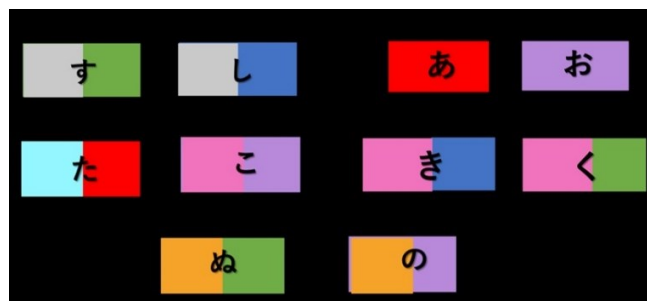 す し あ お
た こ き く
ぬ の